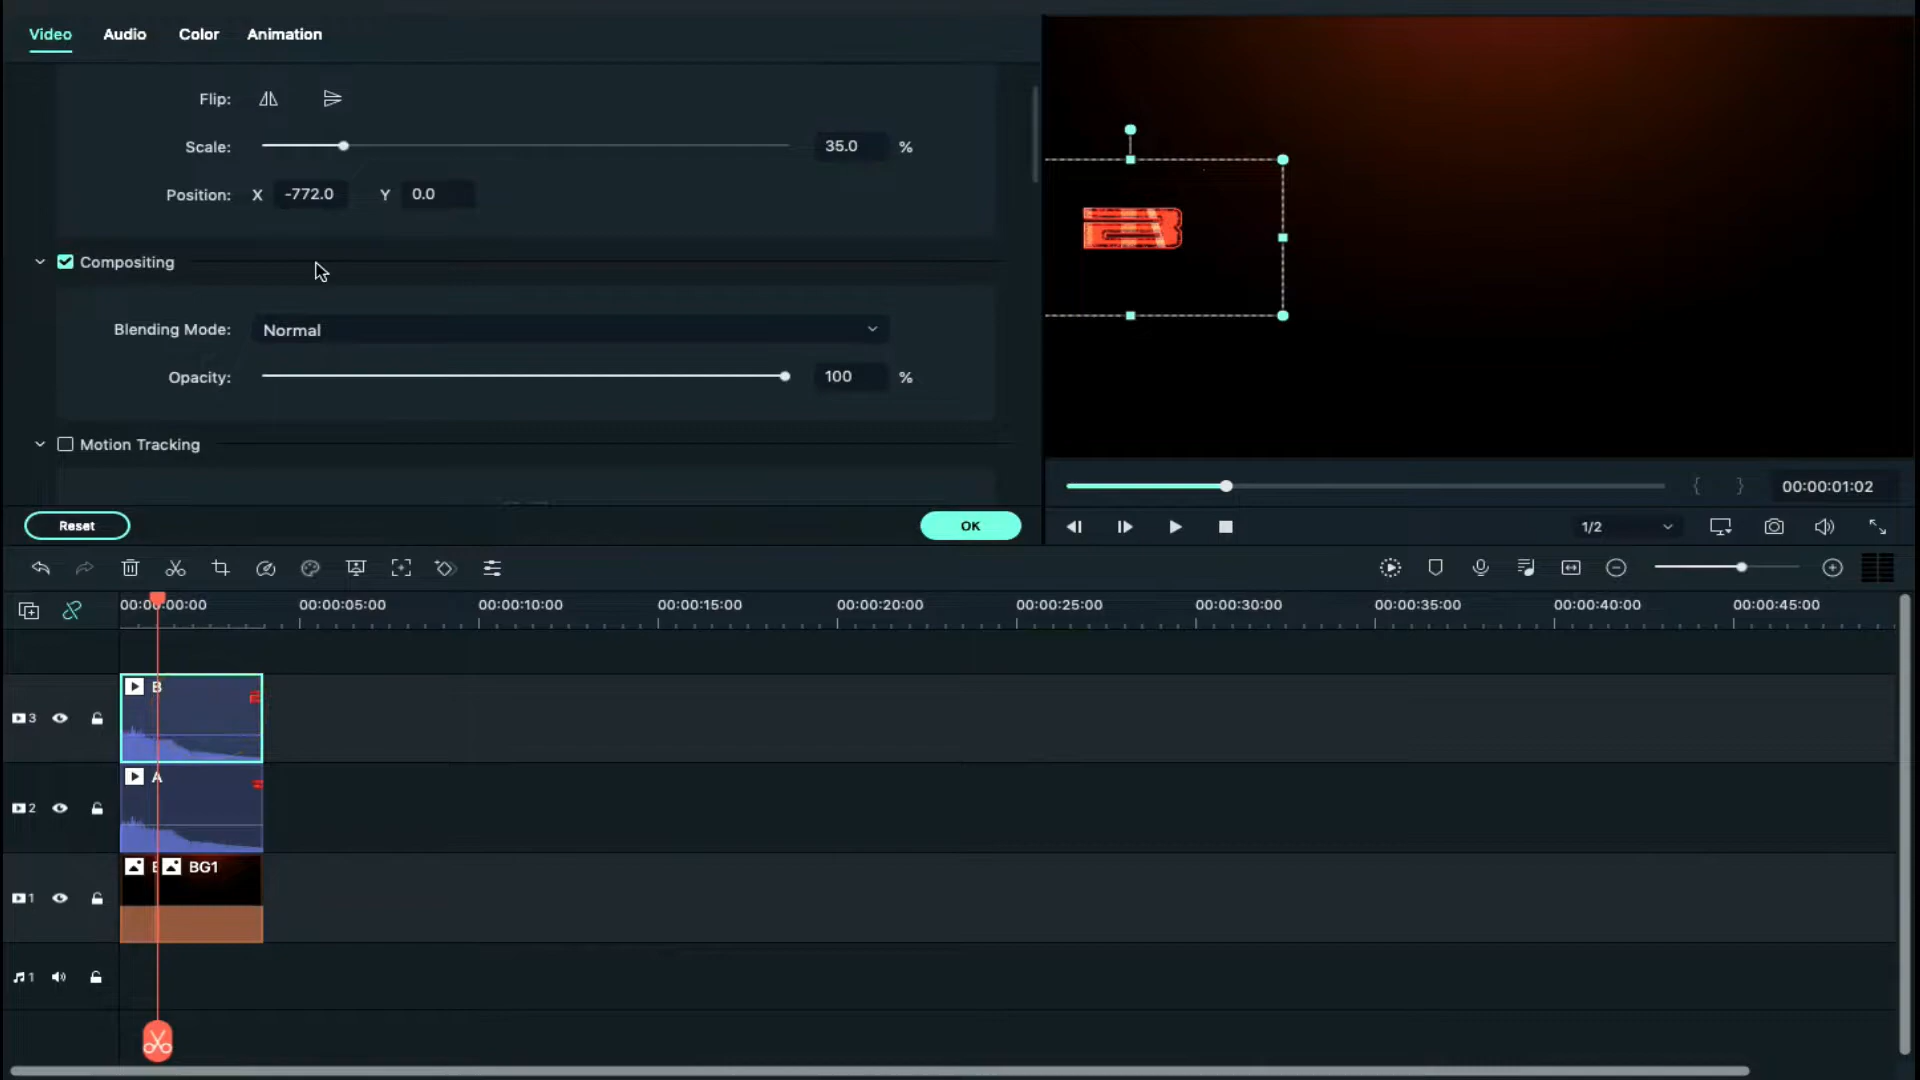 Video Audio Color Animation
Flip:
Scale: 35.0 %
Position: X -772.0 Y 0.0
Compositing
Blending Mode: Normal
Opacity: 100 %
Motion Tracking
Reset OK
B
{ } 00:00:01:02
1/2
00:00:00:00 00:00:05:00 00:00:10:00 00:00:15:00 00:00:20:00 00:00:25:00 00:00:30:00 00:00:35:00 00:00:40:00 00:00:45:00
B
3
A
2
BG1
1
1